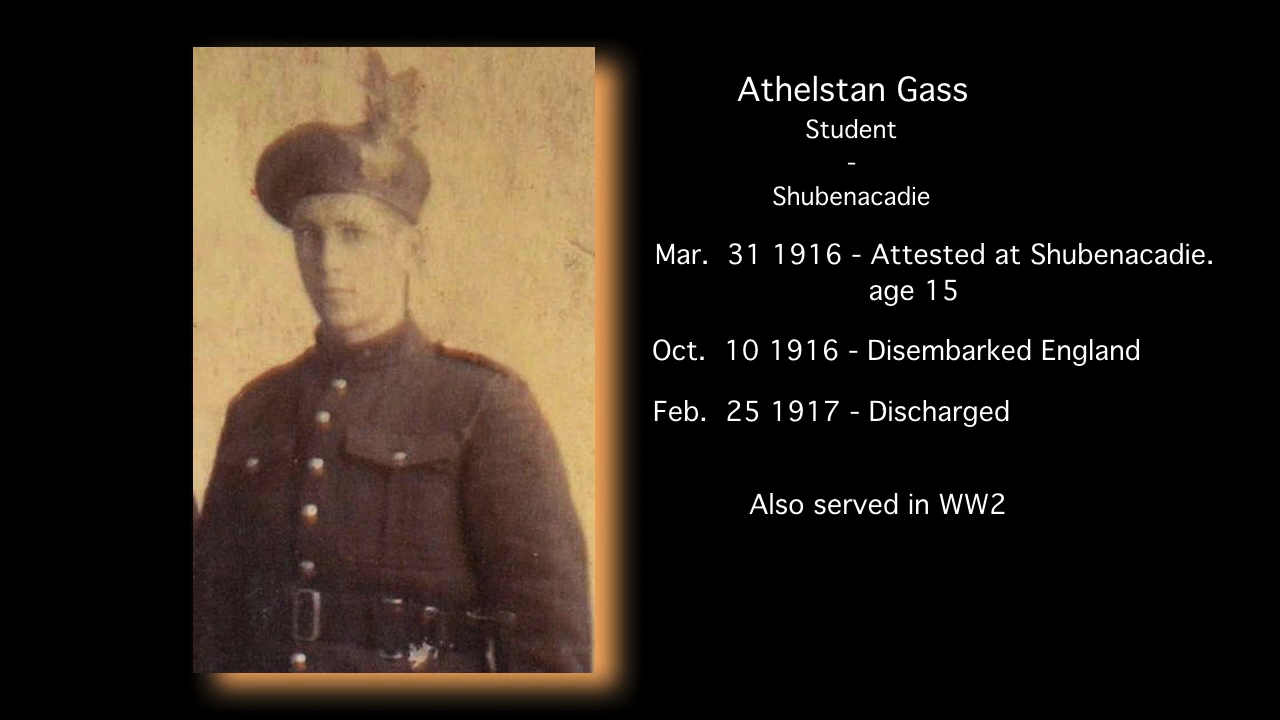 Athelstan Gass
Student
-
Shubenacadie
Mar. 31 1916 - Attested at Shubenacadie.
age 15
Oct. 10 1916 - Disembarked England
Feb. 25 1917 - Discharged
Also served in WW2